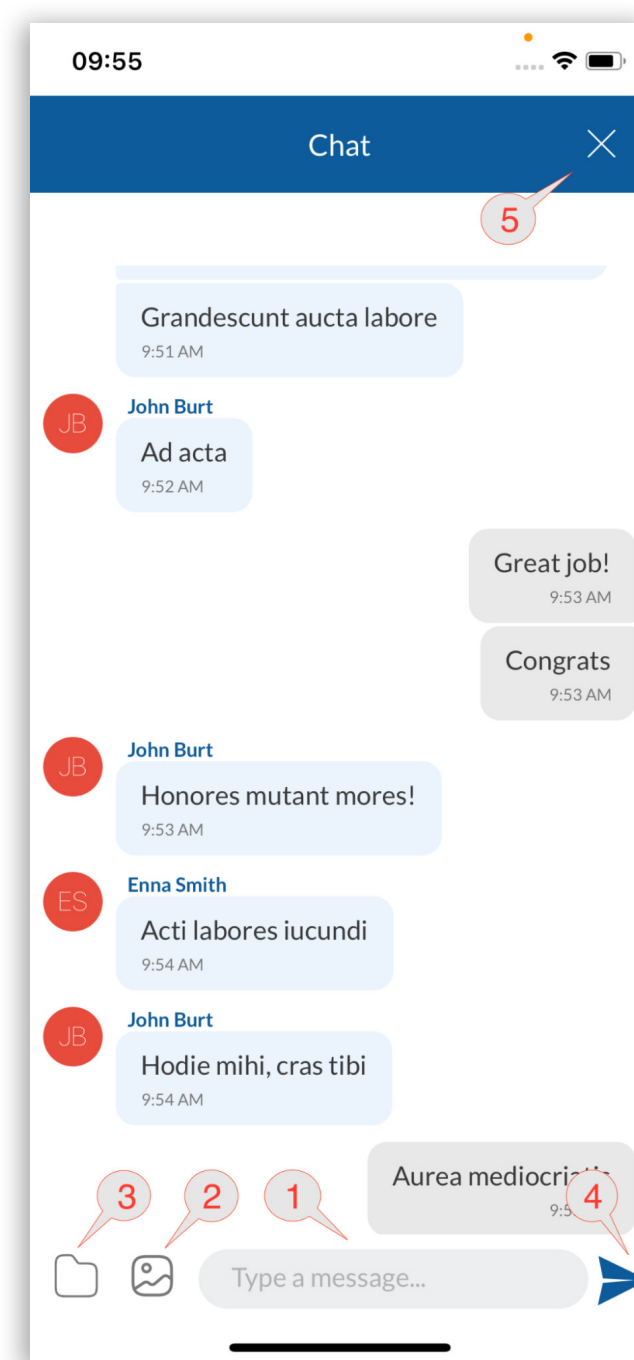 09:55
Chat
5
Grandescunt aucta labore
9:51 AM
John Burt
JB
Ad acta
9:52 AM
Great job!
9:53 AM
Congrats
9:53 AM
John Burt
JB
Honores mutant mores!
9:53 AM
Enna Smith
ES
Acti labores iucundi
9:54 AM
John Burt
JB
Hodie mihi, cras tibi
9:54 AM
Aurea
3
2
1
4
Type a message...